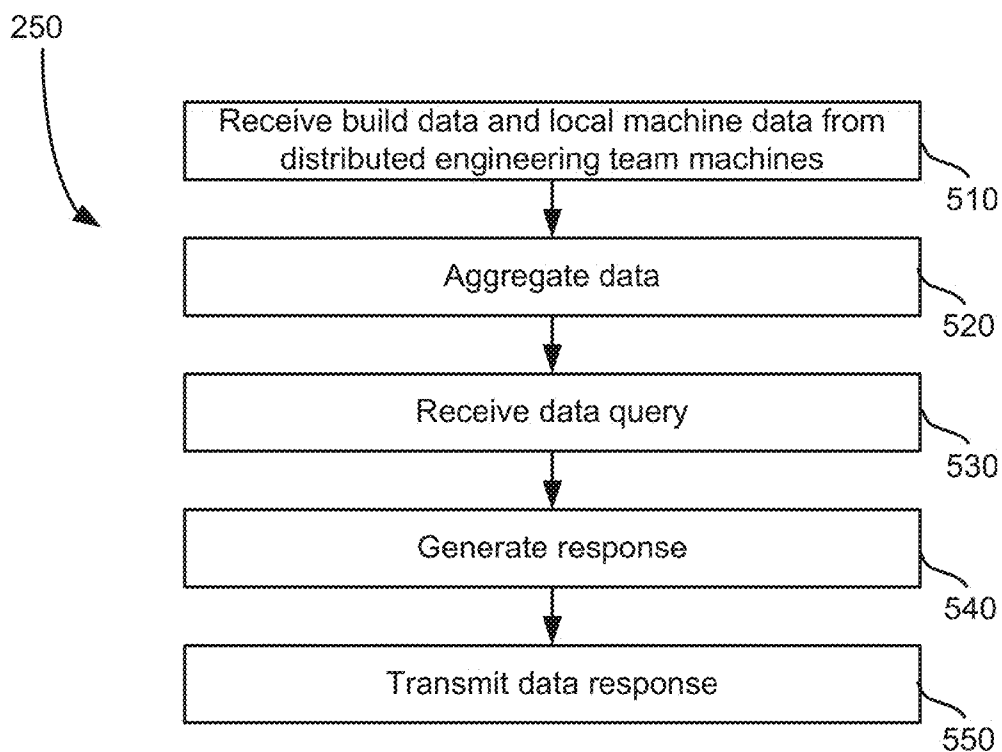 250
Receive build data and local machine data from
distributed engineering team machines
510
Aggregate data
520
Receive data query
530
Generate response
540
Transmit data response
550